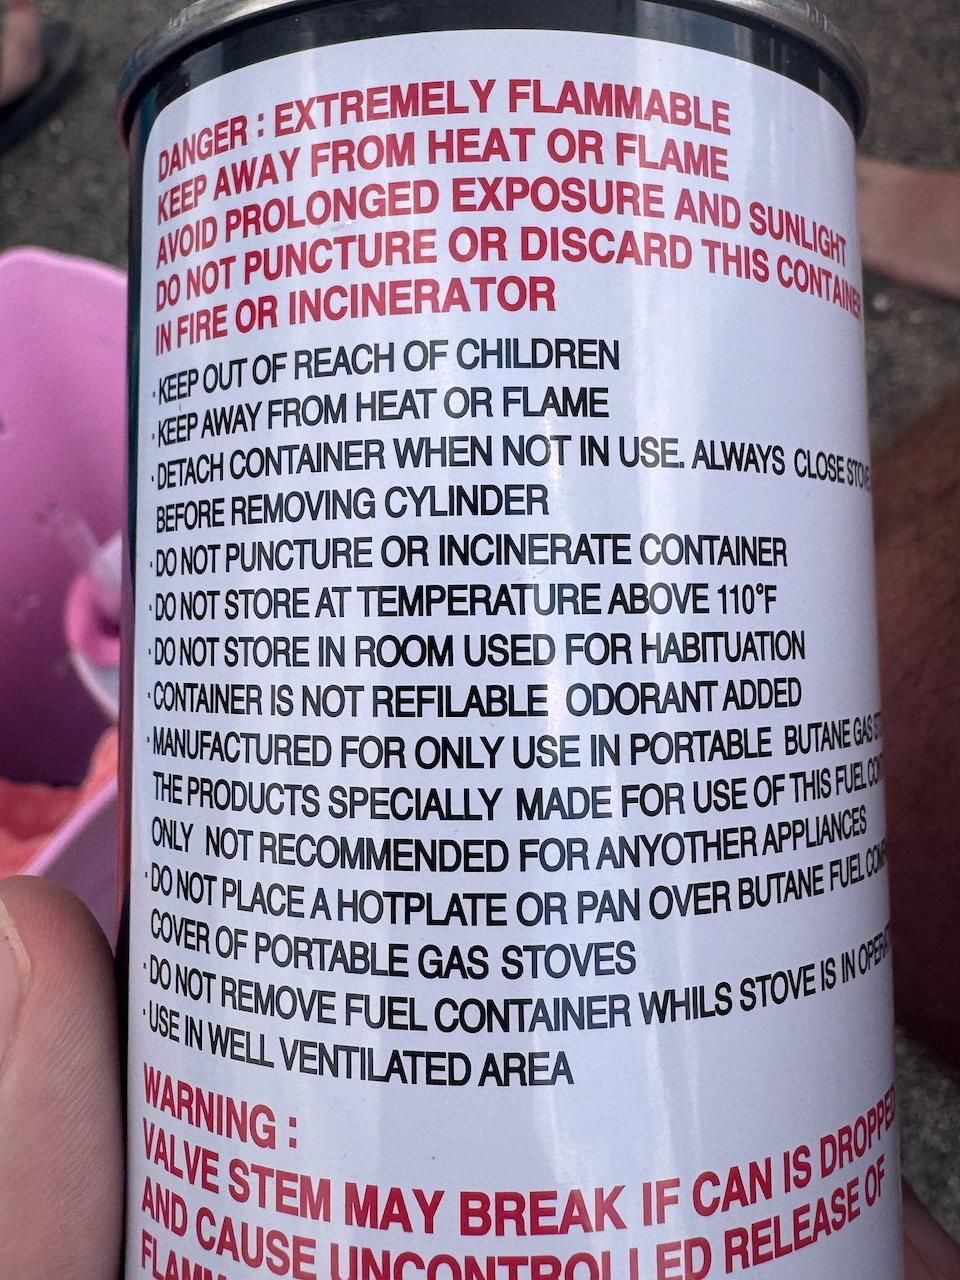 DANGER : EXTREMELY FLAMMABLE
KEEP AWAY FROM HEAT OR FLAME
AVOID PROLONGED EXPOSURE AND SUNLIGHT
DO NOT PUNCTURE OR DISCARD THIS CONTAINER
IN FIRE OR INCINERATOR
· KEEP OUT OF REACH OF CHILDREN
· KEEP AWAY FROM HEAT OR FLAME
· DETACH CONTAINER WHEN NOT IN USE. ALWAYS CLOSE STOVE
BEFORE REMOVING CYLINDER
· DO NOT PUNCTURE OR INCINERATE CONTAINER
· DO NOT STORE AT TEMPERATURE ABOVE 110°F
· DO NOT STORE IN ROOM USED FOR HABITUATION
· CONTAINER IS NOT REFILABLE ODORANT ADDED
· MANUFACTURED FOR ONLY USE IN PORTABLE BUTANE GAS
THE PRODUCTS SPECIALLY MADE FOR USE OF THIS FUEL
ONLY NOT RECOMMENDED FOR ANYOTHER APPLIANCES
· DO NOT PLACE A HOTPLATE OR PAN OVER BUTANE FUEL
COVER OF PORTABLE GAS STOVES
· DO NOT REMOVE FUEL CONTAINER WHILS STOVE IS IN
· USE IN WELL VENTILATED AREA
WARNING :
VALVE STEM MAY BREAK IF CAN IS DROPPED
AND CAUSE UNCONTROLLED RELEASE OF